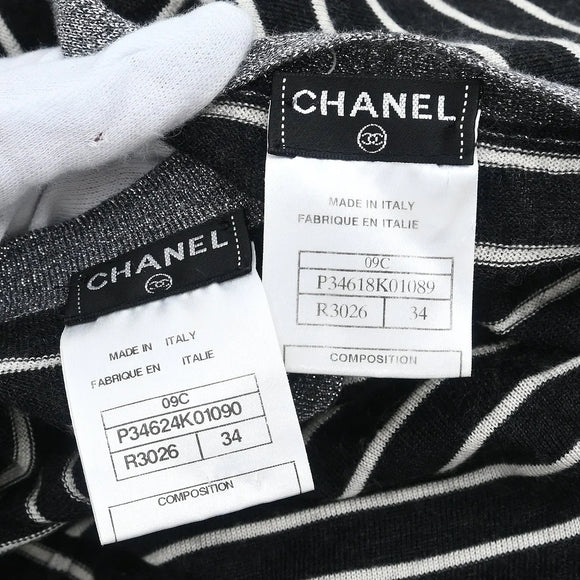 CHANEL
MADE IN ITALY
FABRIQUE EN ITALIE
09C
P34618K01089
R3026 34
COMPOSITION
CHANEL
MADE IN ITALY
FABRIQUE EN ITALIE
09C
P34624K01090
R3026 34
COMPOSITION